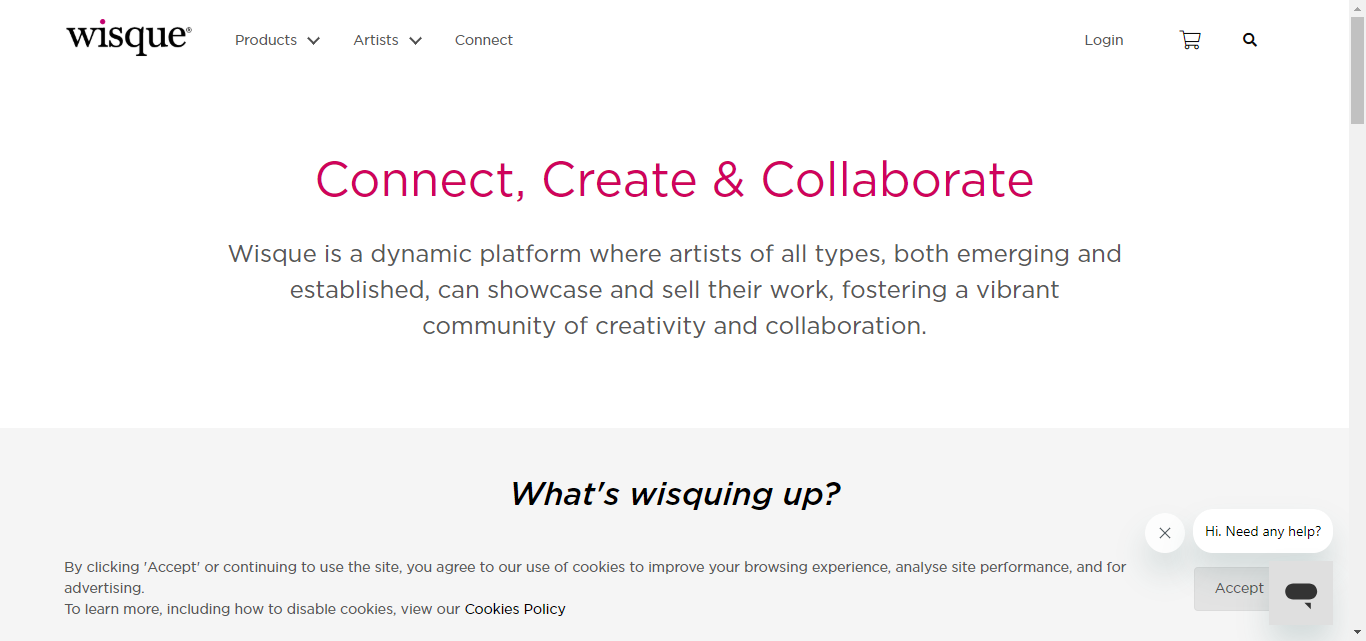 wisque®
Products
Artists
Connect
Login
Connect, Create & Collaborate
Wisque is a dynamic platform where artists of all types, both emerging and
established, can showcase and sell their work, fostering a vibrant
community of creativity and collaboration.
What's wisquing up?
Hi. Need any help?
By clicking 'Accept' or continuing to use the site, you agree to our use of cookies to improve your browsing experience, analyse site performance, and for
advertising.
To learn more, including how to disable cookies, view our Cookies Policy
Accept